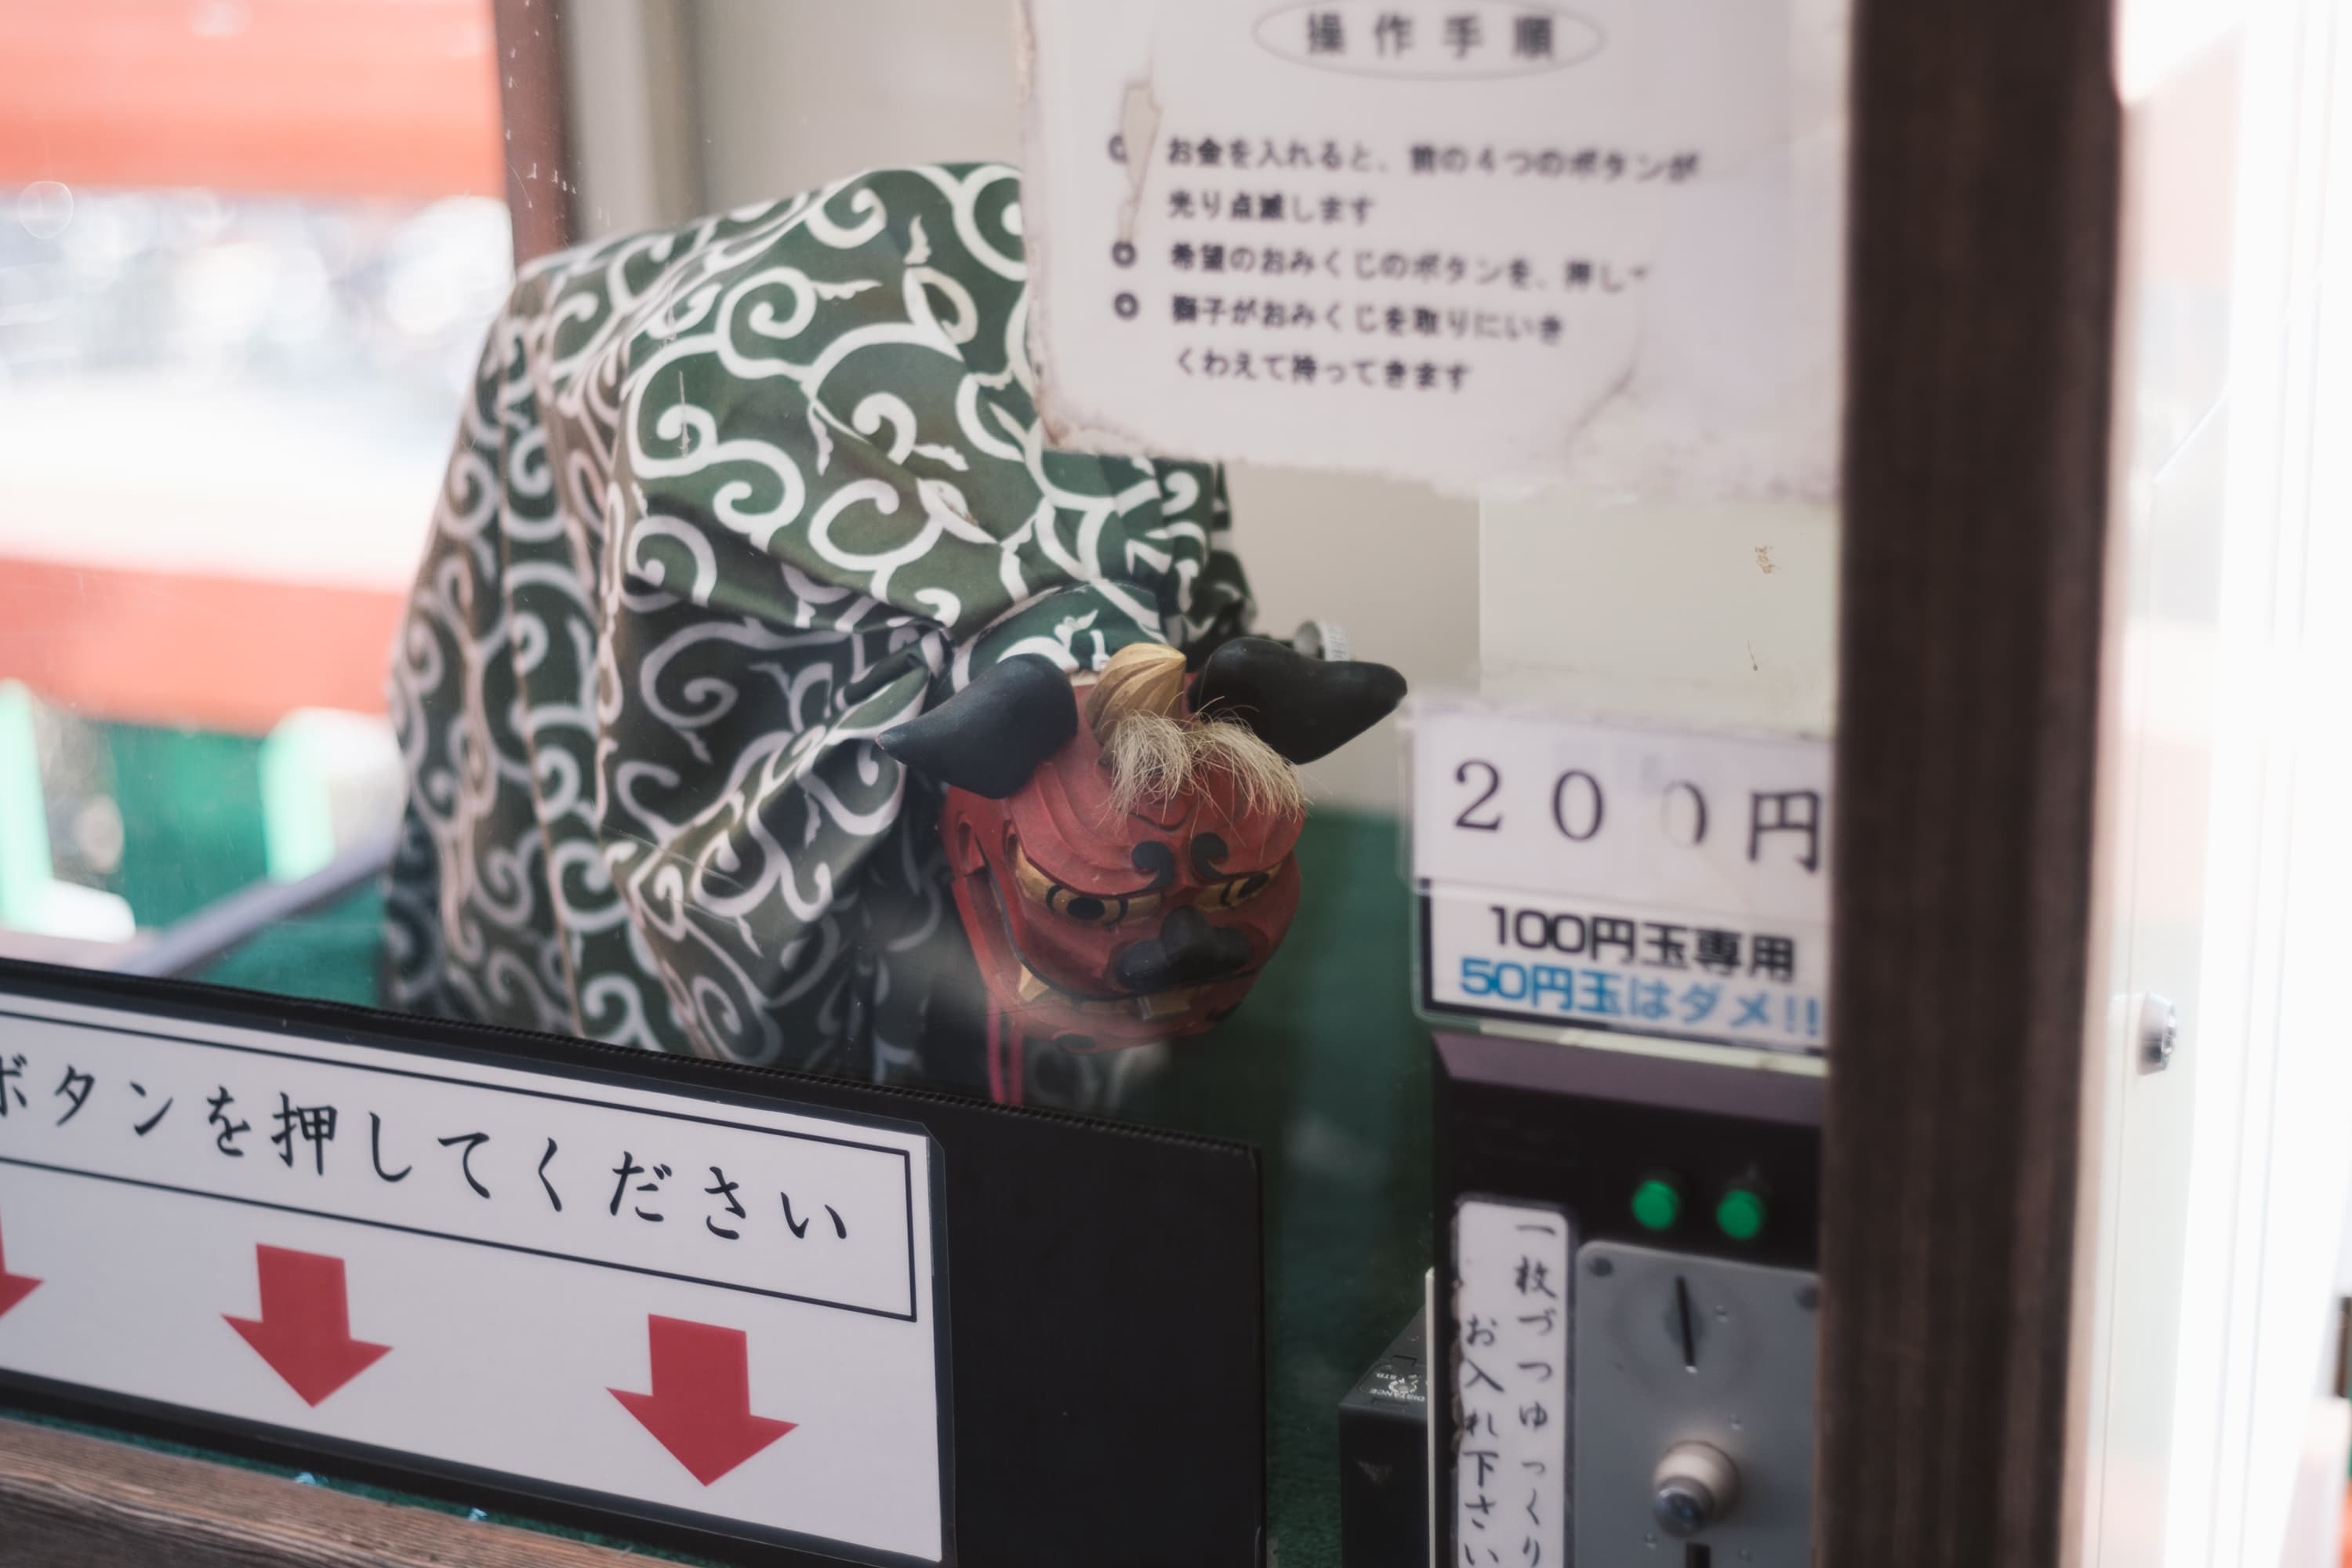 操作手順
お金を入れると、前の4つのボタンが
光り点滅します
希望のおみくじのボタンを、押し
獅子がおみくじを取りにいき
くわえて持ってきます
200円
100円玉専用
50円玉はダメ!!
ボタンを押してください
一枚づつゆっくり
お入れ下さい